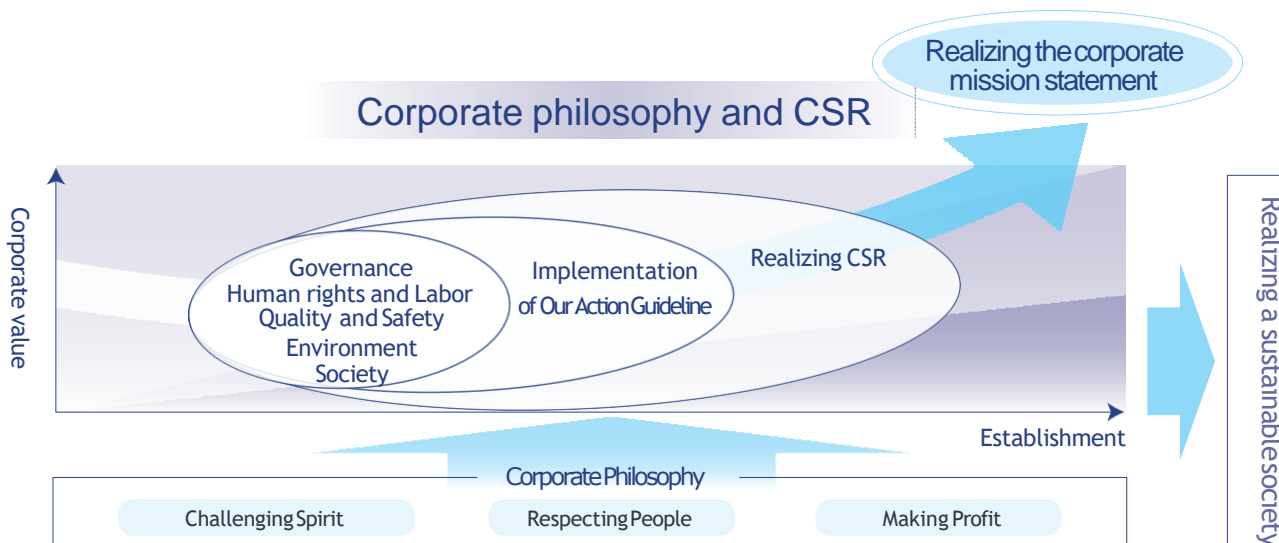 Realizing the corporate
mission statement
Corporate philosophy and CSR
Corporate value
Governance
Human rights and Labor
Quality and Safety
Environment
Society
Implementation
of Our Action Guideline
Realizing CSR
Establishment
Realizing a sustainable society
Corporate Philosophy
Challenging Spirit
Respecting People
Making Profit